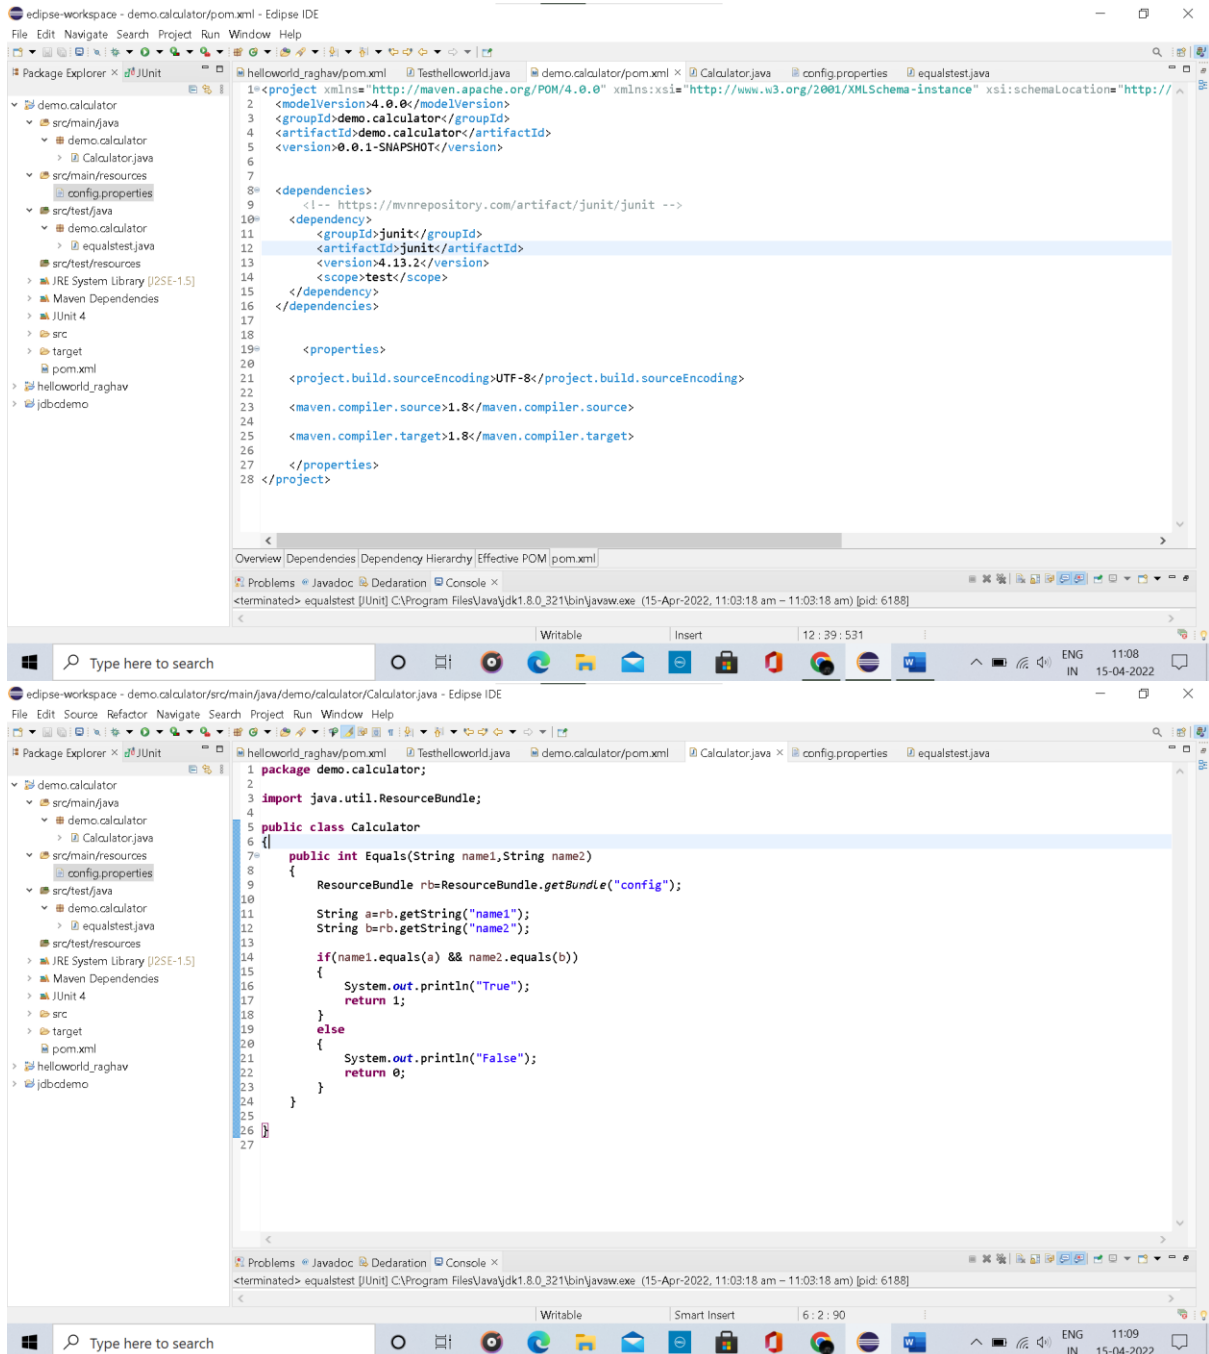 eclipse-workspace - demo.calculator/pom.xml - Eclipse IDE
File Edit Navigate Search Project Run Window Help
Package Explorer × JUnit
helloworld_raghav/pom.xml Testhelloworld.java demo.calculator/pom.xml × Calculator.java config.properties equalstest.java
demo.calculator
src/main/java
demo.calculator
Calculator.java
src/main/resources
config.properties
src/test/java
demo.calculator
equalstest.java
src/test/resources
JRE System Library [J2SE-1.5]
Maven Dependencies
JUnit 4
src
target
pom.xml
helloworld_raghav
jdbcdemo
1 <project xmlns="http://maven.apache.org/POM/4.0.0" xmlns:xsi="http://www.w3.org/2001/XMLSchema-instance" xsi:schemaLocation="http://
2 <modelVersion>4.0.0</modelVersion>
3 <groupId>demo.calculator</groupId>
4 <artifactId>demo.calculator</artifactId>
5 <version>0.0.1-SNAPSHOT</version>
6
7
8 <dependencies>
9 <!-- https://mvnrepository.com/artifact/junit/junit -->
10 <dependency>
11 <groupId>junit</groupId>
12 <artifactId>junit</artifactId>
13 <version>4.13.2</version>
14 <scope>test</scope>
15 </dependency>
16 </dependencies>
17
18
19 <properties>
20
21 <project.build.sourceEncoding>UTF-8</project.build.sourceEncoding>
22
23 <maven.compiler.source>1.8</maven.compiler.source>
24
25 <maven.compiler.target>1.8</maven.compiler.target>
26
27 </properties>
28 </project>
Overview Dependencies Dependency Hierarchy Effective POM pom.xml
Problems Javadoc Declaration Console ×
<terminated> equalstest [JUnit] C:\Program Files\Java\jdk1.8.0_321\bin\javaw.exe (15-Apr-2022, 11:03:18 am – 11:03:18 am) [pid: 6188]
Writable Insert 12 : 39 : 531
Type here to search
ENG
IN
11:08
15-04-2022
eclipse-workspace - demo.calculator/src/main/java/demo/calculator/Calculator.java - Eclipse IDE
File Edit Source Refactor Navigate Search Project Run Window Help
Package Explorer × JUnit
helloworld_raghav/pom.xml Testhelloworld.java demo.calculator/pom.xml Calculator.java × config.properties equalstest.java
demo.calculator
src/main/java
demo.calculator
Calculator.java
src/main/resources
config.properties
src/test/java
demo.calculator
equalstest.java
src/test/resources
JRE System Library [J2SE-1.5]
Maven Dependencies
JUnit 4
src
target
pom.xml
helloworld_raghav
jdbcdemo
1 package demo.calculator;
2
3 import java.util.ResourceBundle;
4
5 public class Calculator
6 {
7 public int Equals(String name1,String name2)
8 {
9 ResourceBundle rb=ResourceBundle.getBundle("config");
10
11 String a=rb.getString("name1");
12 String b=rb.getString("name2");
13
14 if(name1.equals(a) && name2.equals(b))
15 {
16 System.out.println("True");
17 return 1;
18 }
19 else
20 {
21 System.out.println("False");
22 return 0;
23 }
24 }
25
26 }
27
Problems Javadoc Declaration Console ×
<terminated> equalstest [JUnit] C:\Program Files\Java\jdk1.8.0_321\bin\javaw.exe (15-Apr-2022, 11:03:18 am – 11:03:18 am) [pid: 6188]
Writable Smart Insert 6 : 2 : 90
Type here to search
ENG
IN
11:09
15-04-2022